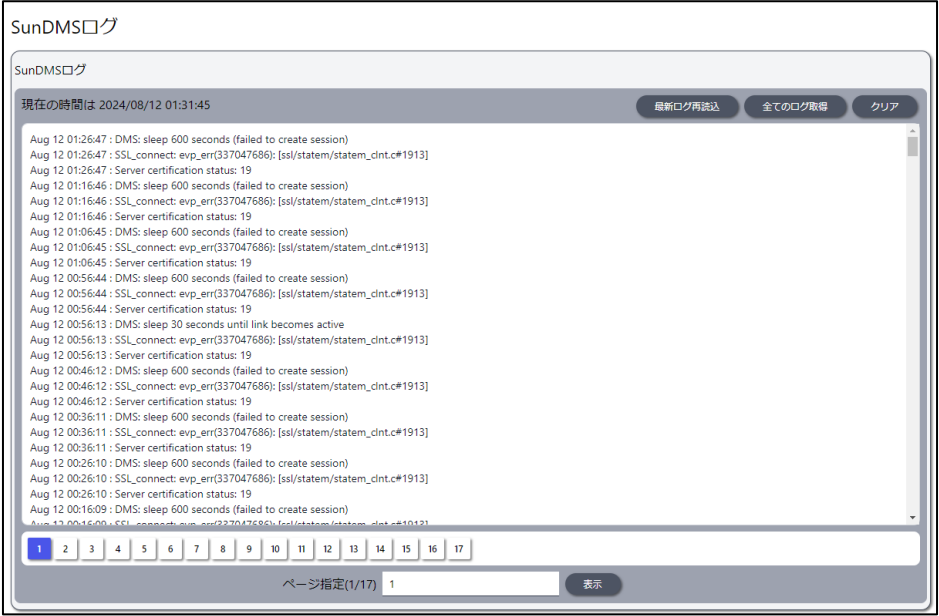 SunDMSログ
SunDMSログ
現在の時間は 2024/08/12 01:31:45
最新ログ再読込
全てのログ取得
クリア
Aug 12 01:26:47 : DMS: sleep 600 seconds (failed to create session)
Aug 12 01:26:47 : SSL_connect: evp_err(337047686): [ssl/statem/statem_clnt.c#1913]
Aug 12 01:26:47 : Server certification status: 19
Aug 12 01:16:46 : DMS: sleep 600 seconds (failed to create session)
Aug 12 01:16:46 : SSL_connect: evp_err(337047686): [ssl/statem/statem_clnt.c#1913]
Aug 12 01:16:46 : Server certification status: 19
Aug 12 01:06:45 : DMS: sleep 600 seconds (failed to create session)
Aug 12 01:06:45 : SSL_connect: evp_err(337047686): [ssl/statem/statem_clnt.c#1913]
Aug 12 01:06:45 : Server certification status: 19
Aug 12 00:56:44 : DMS: sleep 600 seconds (failed to create session)
Aug 12 00:56:44 : SSL_connect: evp_err(337047686): [ssl/statem/statem_clnt.c#1913]
Aug 12 00:56:44 : Server certification status: 19
Aug 12 00:56:13 : DMS: sleep 30 seconds until link becomes active
Aug 12 00:56:13 : SSL_connect: evp_err(337047686): [ssl/statem/statem_clnt.c#1913]
Aug 12 00:56:13 : Server certification status: 19
Aug 12 00:46:12 : DMS: sleep 600 seconds (failed to create session)
Aug 12 00:46:12 : SSL_connect: evp_err(337047686): [ssl/statem/statem_clnt.c#1913]
Aug 12 00:46:12 : Server certification status: 19
Aug 12 00:36:11 : DMS: sleep 600 seconds (failed to create session)
Aug 12 00:36:11 : SSL_connect: evp_err(337047686): [ssl/statem/statem_clnt.c#1913]
Aug 12 00:36:11 : Server certification status: 19
Aug 12 00:26:10 : DMS: sleep 600 seconds (failed to create session)
Aug 12 00:26:10 : SSL_connect: evp_err(337047686): [ssl/statem/statem_clnt.c#1913]
Aug 12 00:26:10 : Server certification status: 19
Aug 12 00:16:09 : DMS: sleep 600 seconds (failed to create session)
Aug 12 00:16:09 : SSL_connect: evp_err(337047686): [ssl/statem/statem_clnt.c#1913]
1 2 3 4 5 6 7 8 9 10 11 12 13 14 15 16 17
ページ指定(1/17) 1 表示